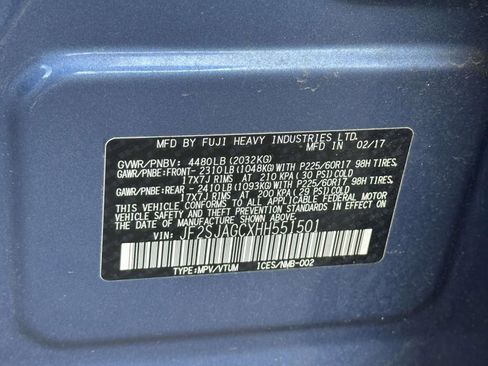 MFD BY FUJI HEAVY INDUSTRIES LTD.
MFD IN 02/17
GVWR/PNBV: 4480LB (2032KG)
GAWR/PNBE:FRONT- 2310LB(1048KG)WITH P225/60R17 98H TIRES.
17X7J RIMS AT 210 KPA (30 PSI)COLD
GAWR/PNBE:REAR -2410LB(1093KG)WITH P225/60R17 98H TIRES.
17X7J RIMS AT 200 KPA (29 PSI)COLD
THIS VEHICLE CONFORMS TO ALL APPLICABLE FEDERAL MOTOR
VEHICLE SAFETY, BUMPER, AND THEFT PREVENTION STANDARDS
IN EFFECT ON THE DATE OF MANUFACTURE SHOWN ABOVE.
VIN: JF2SJAGCXHH551501
TYPE:MPV/VTUM ICES/NMB-002